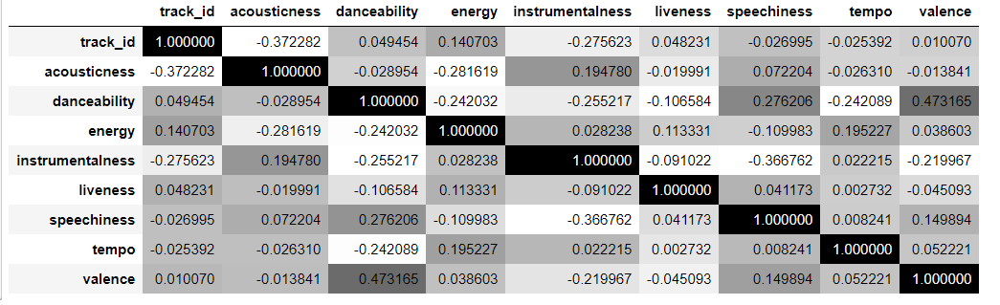 track_id acousticness danceability energy instrumentalness liveness speechiness tempo valence
track_id 1.000000 -0.372282 0.049454 0.140703 -0.275623 0.048231 -0.026995 -0.025392 0.010070
acousticness -0.372282 1.000000 -0.028954 -0.281619 0.194780 -0.019991 0.072204 -0.026310 -0.013841
danceability 0.049454 -0.028954 1.000000 -0.242032 -0.255217 -0.106584 0.276206 -0.242089 0.473165
energy 0.140703 -0.281619 -0.242032 1.000000 0.028238 0.113331 -0.109983 0.195227 0.038603
instrumentalness -0.275623 0.194780 -0.255217 0.028238 1.000000 -0.091022 -0.366762 0.022215 -0.219967
liveness 0.048231 -0.019991 -0.106584 0.113331 -0.091022 1.000000 0.041173 0.002732 -0.045093
speechiness -0.026995 0.072204 0.276206 -0.109983 -0.366762 0.041173 1.000000 0.008241 0.149894
tempo -0.025392 -0.026310 -0.242089 0.195227 0.022215 0.002732 0.008241 1.000000 0.052221
valence 0.010070 -0.013841 0.473165 0.038603 -0.219967 -0.045093 0.149894 0.052221 1.000000